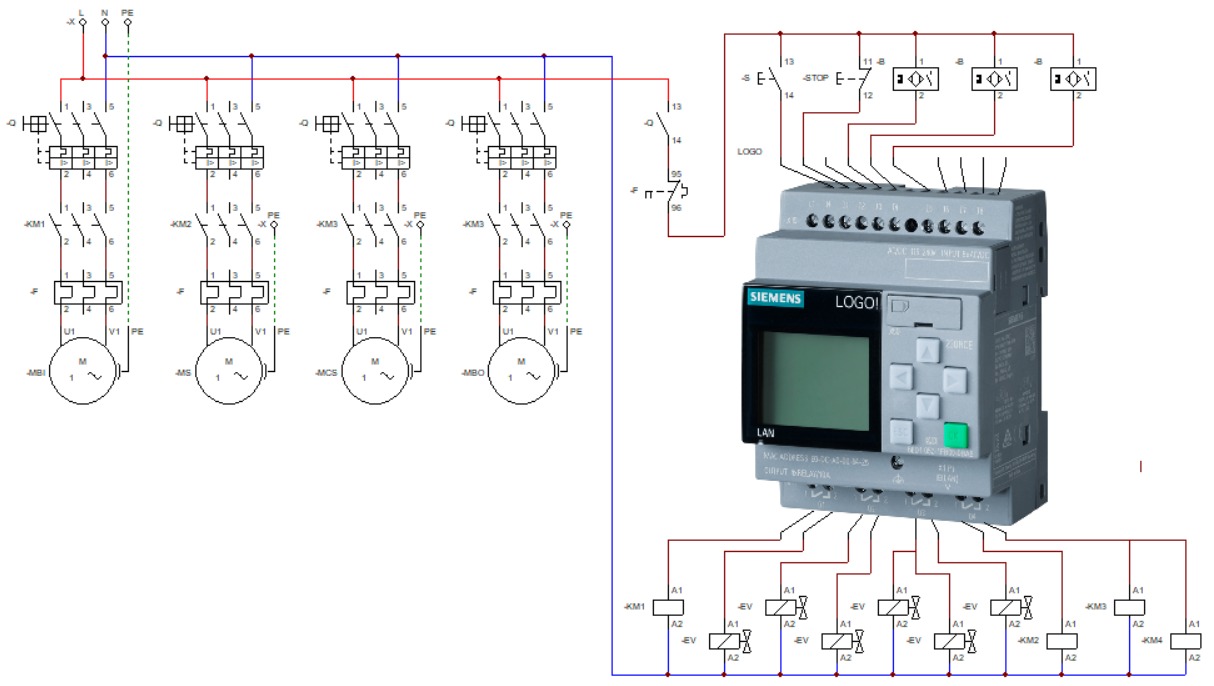 L N PE
-X
13 11 1 1 1
-S -STOP -B -B -B
14 12 2 2 2
1 3 5 1 3 5 1 3 5 1 3 5 13
-Q -Q -Q -Q -Q
14
I> I> I> I> I> I> I> I> I> I> I> I>
2 4 6 2 4 6 2 4 6 2 4 6
LOGO
95
-F
96
1 3 5 1 3 5 1 3 5 1 3 5
PE PE PE
-KM1 -KM2 -X -KM3 -X -KM3 -X
2 4 6 2 4 6 2 4 6 2 4 6
1 3 5 1 3 5 1 3 5 1 3 5
-F -F -F -F
2 4 6 2 4 6 2 4 6 2 4 6
U1 V1 PE U1 V1 PE U1 V1 PE U1 V1 PE
M M M M
-MBI 1 -MS 1 -MCS 1 -MBO 1
SIEMENS LOGO!
ESC OK
LAN
A1 A1 A1 A1 A1
-KM1 -EV -EV -EV -KM3
A2 A2 A2 A2 A2
A1 A1 A1 A1 A1
-EV -EV -EV -KM2 -KM4
A2 A2 A2 A2 A2